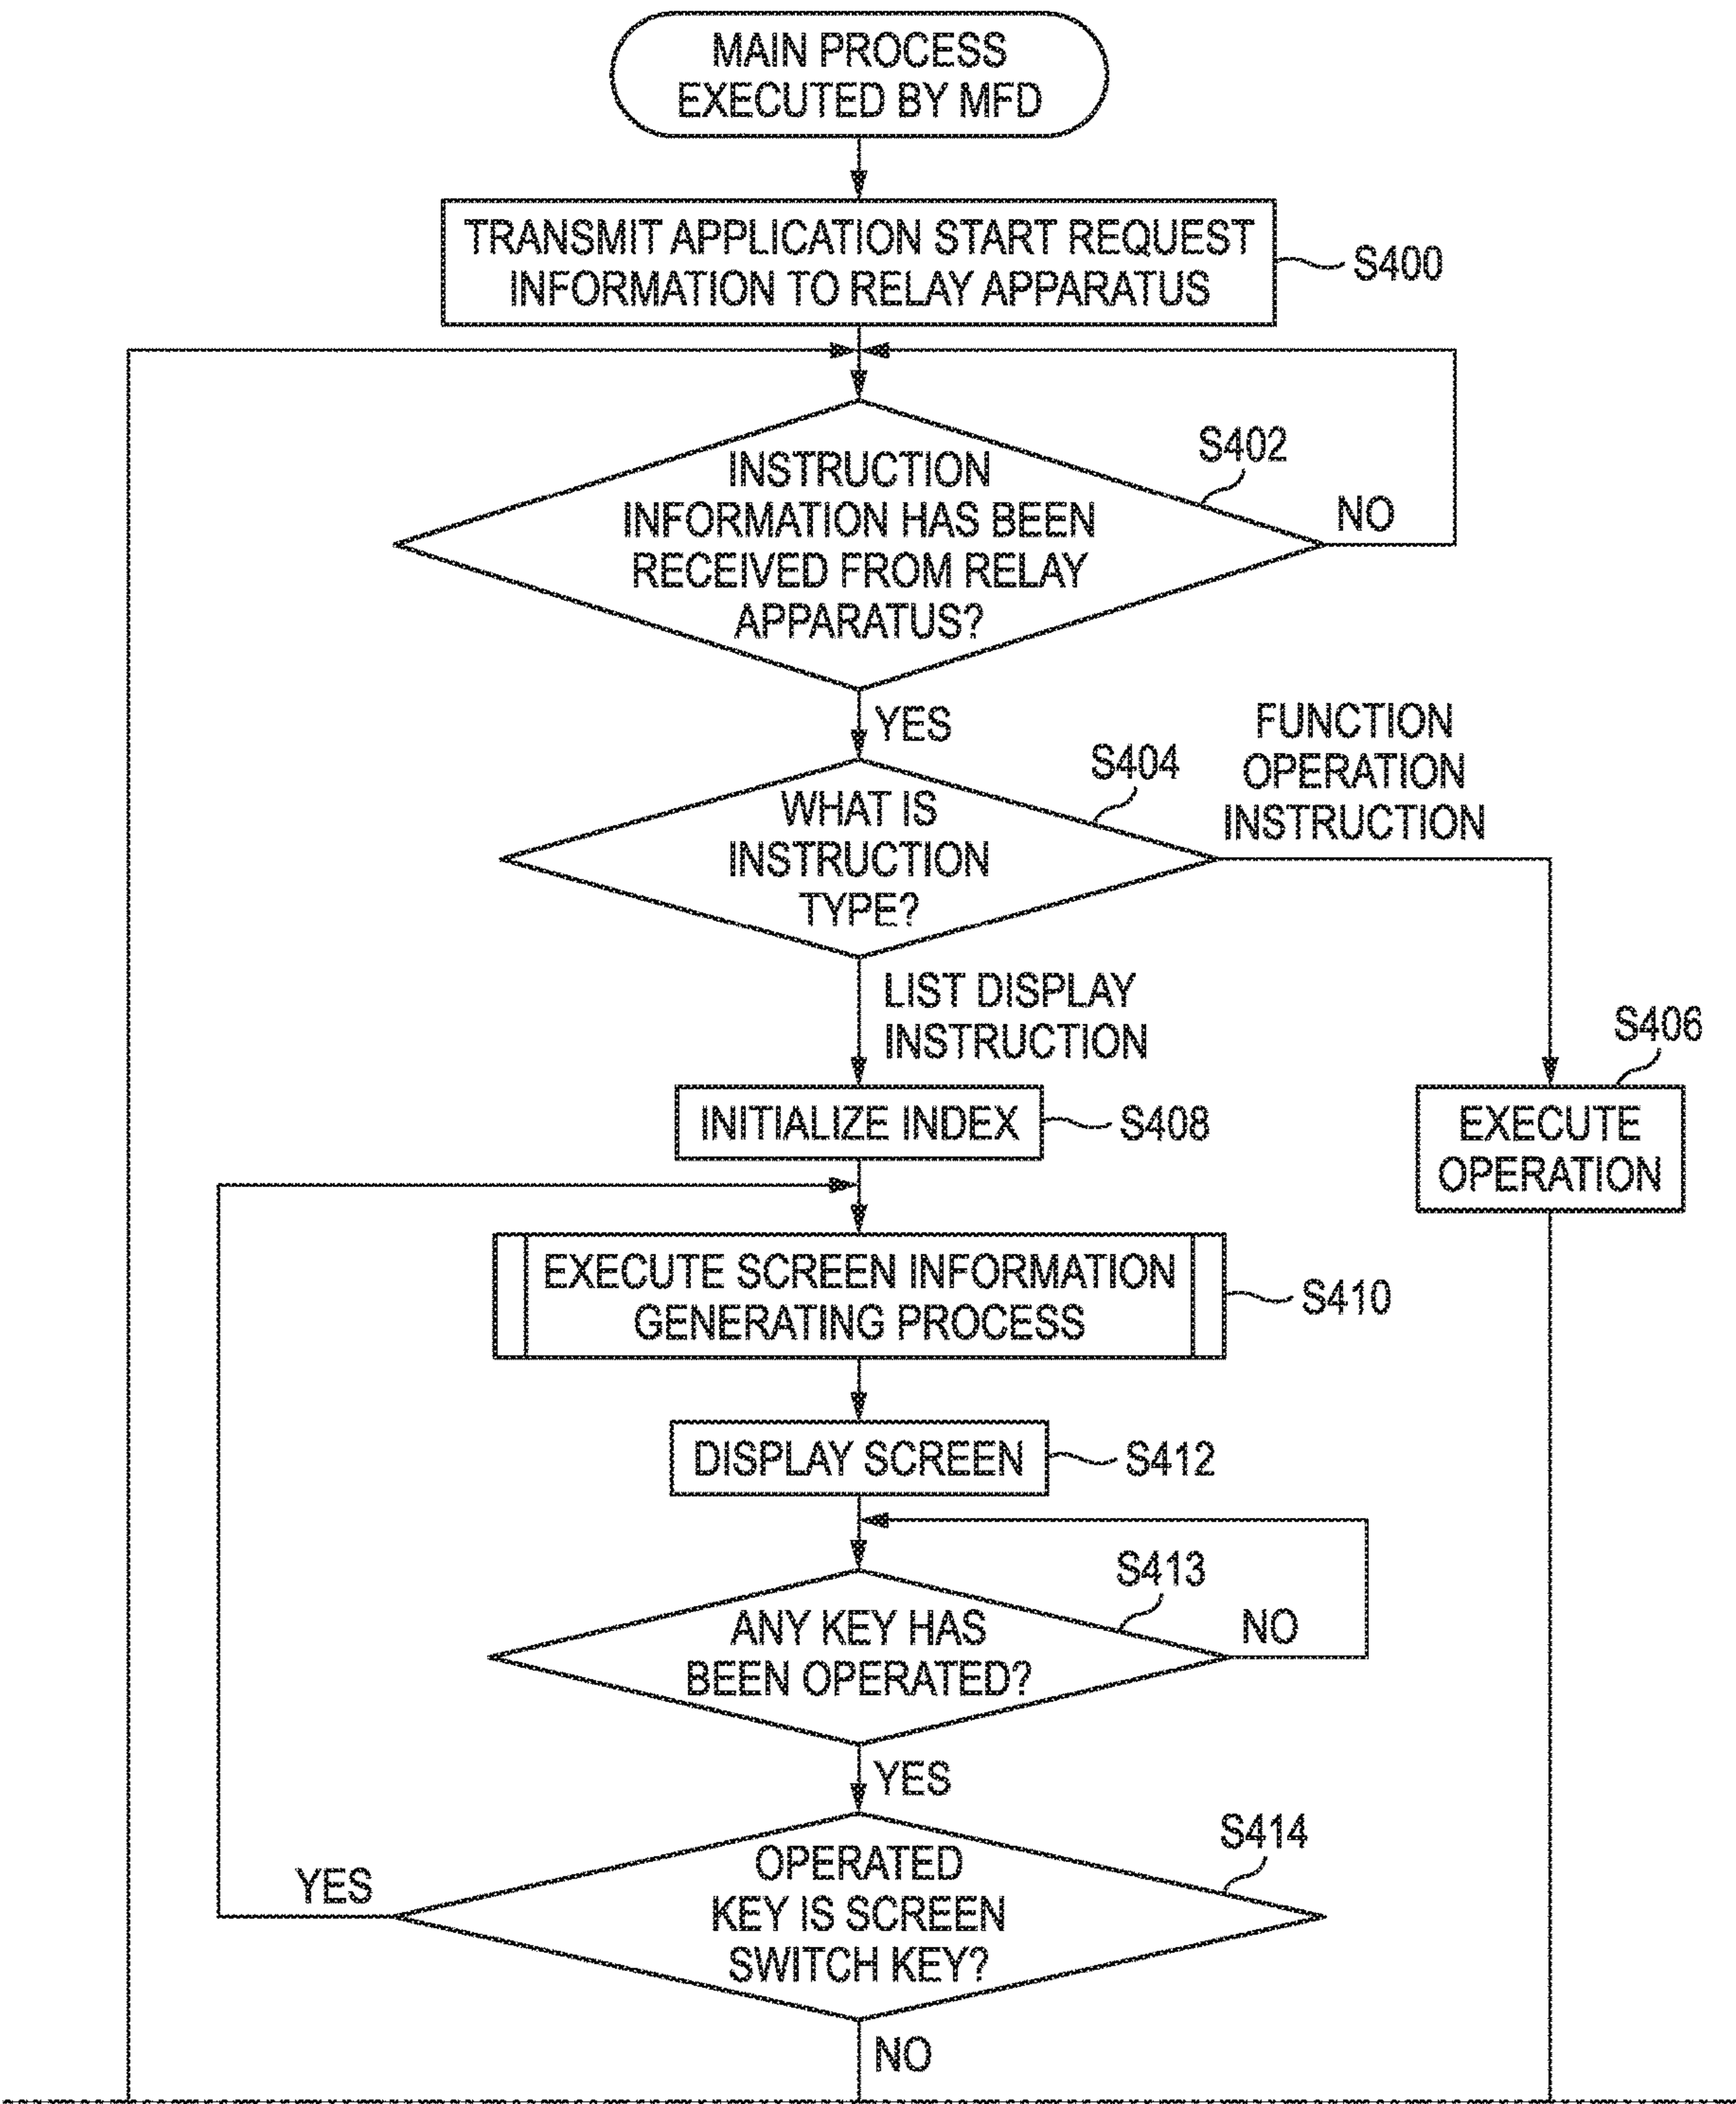 MAIN PROCESS
EXECUTED BY MFD
TRANSMIT APPLICATION START REQUEST
INFORMATION TO RELAY APPARATUS
S400
INSTRUCTION
INFORMATION HAS BEEN
RECEIVED FROM RELAY
APPARATUS?
S402
NO
YES
WHAT IS
INSTRUCTION
TYPE?
S404
FUNCTION
OPERATION
INSTRUCTION
LIST DISPLAY
INSTRUCTION
S406
EXECUTE
OPERATION
INITIALIZE INDEX
S408
EXECUTE SCREEN INFORMATION
GENERATING PROCESS
S410
DISPLAY SCREEN
S412
ANY KEY HAS
BEEN OPERATED?
S413
NO
YES
OPERATED
KEY IS SCREEN
SWITCH KEY?
S414
YES
NO